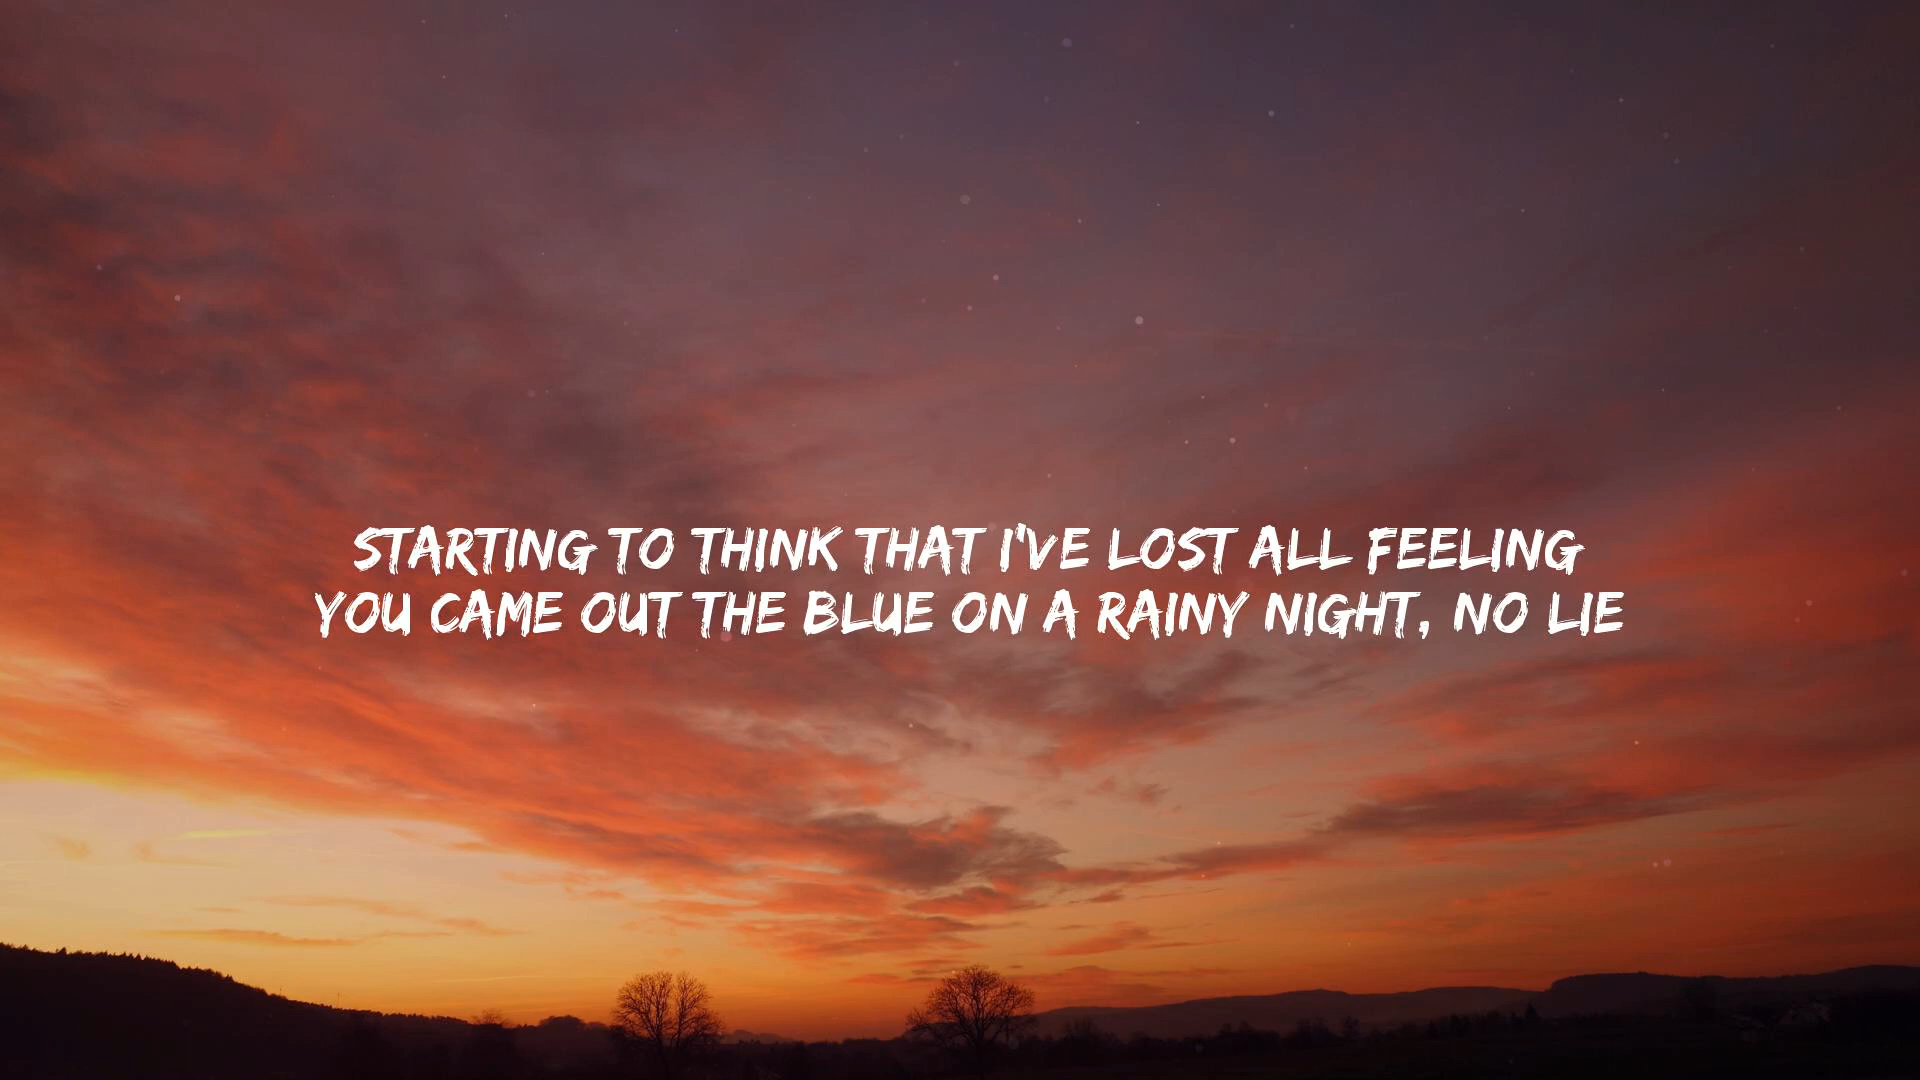 STARTING TO THINK THAT I'VE LOST ALL FEELING
YOU CAME OUT THE BLUE ON A RAINY NIGHT, NO LIE